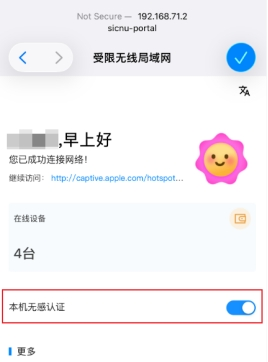 Not Secure — 192.168.71.2
sicnu-portal
受限无线局域网
,早上好
您已成功连接网络！
继续访问： http://captive.apple.com/hotspot...
在线设备
4台
本机无感认证
更多